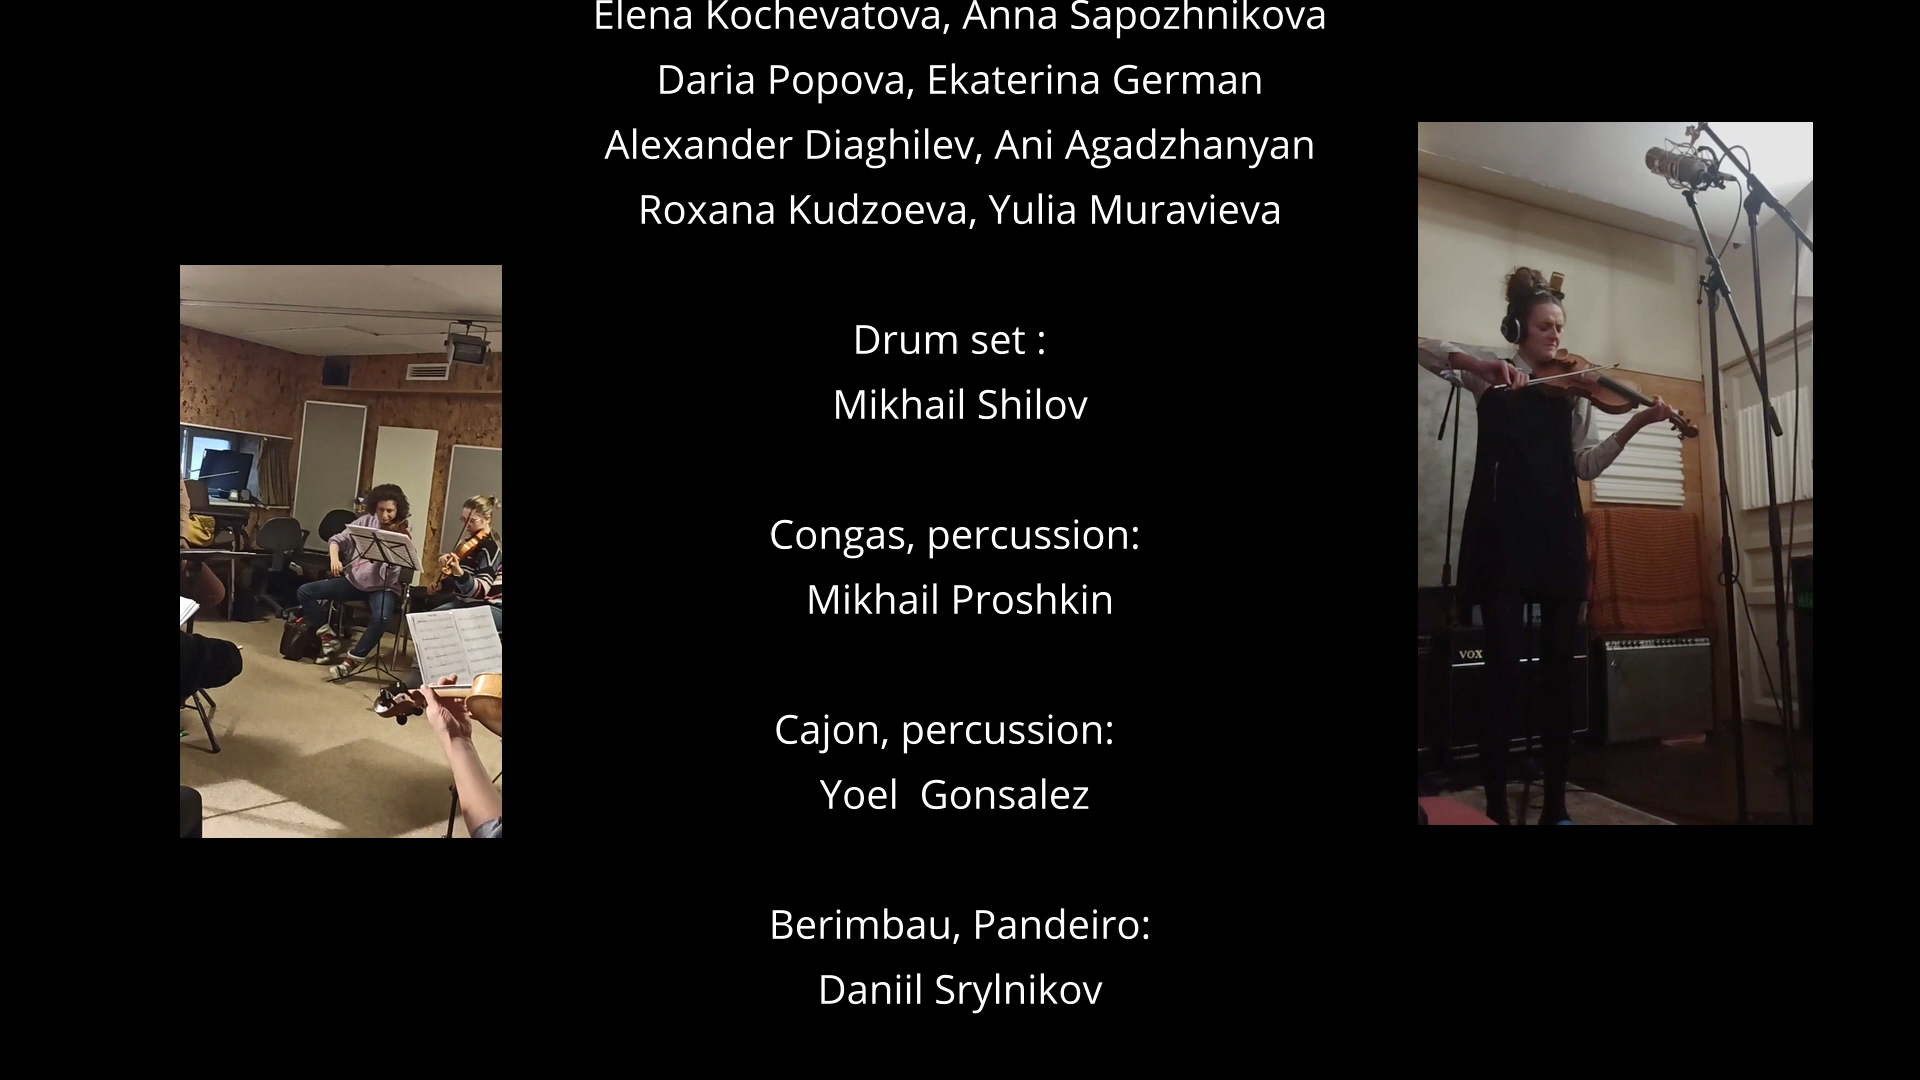 Elena Kochevatova, Anna Sapozhnikova
Daria Popova, Ekaterina German
Alexander Diaghilev, Ani Agadzhanyan
Roxana Kudzoeva, Yulia Muravieva
Drum set :
Mikhail Shilov
Congas, percussion:
Mikhail Proshkin
Cajon, percussion:
Yoel Gonsalez
Berimbau, Pandeiro:
Daniil Srylnikov
VOX